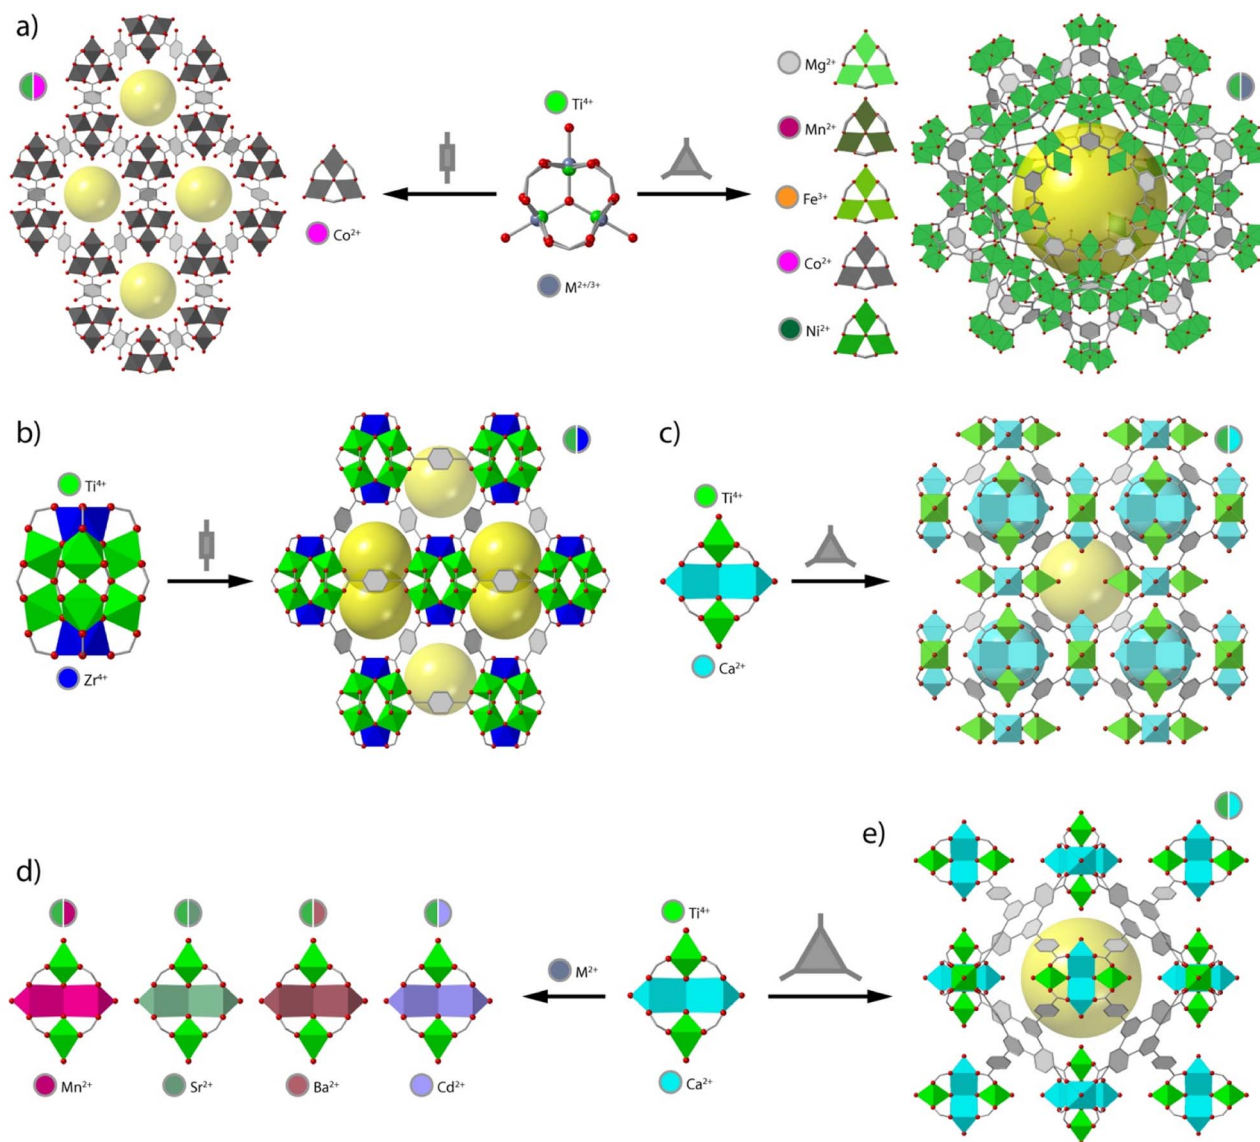 a)
Ti⁴⁺
M²⁺/³⁺
Co²⁺
Mg²⁺
Mn²⁺
Fe³⁺
Co²⁺
Ni²⁺
b)
Ti⁴⁺
Zr⁴⁺
c)
Ti⁴⁺
Ca²⁺
d)
Mn²⁺
Sr²⁺
Ba²⁺
Cd²⁺
M²⁺
Ti⁴⁺
Ca²⁺
e)